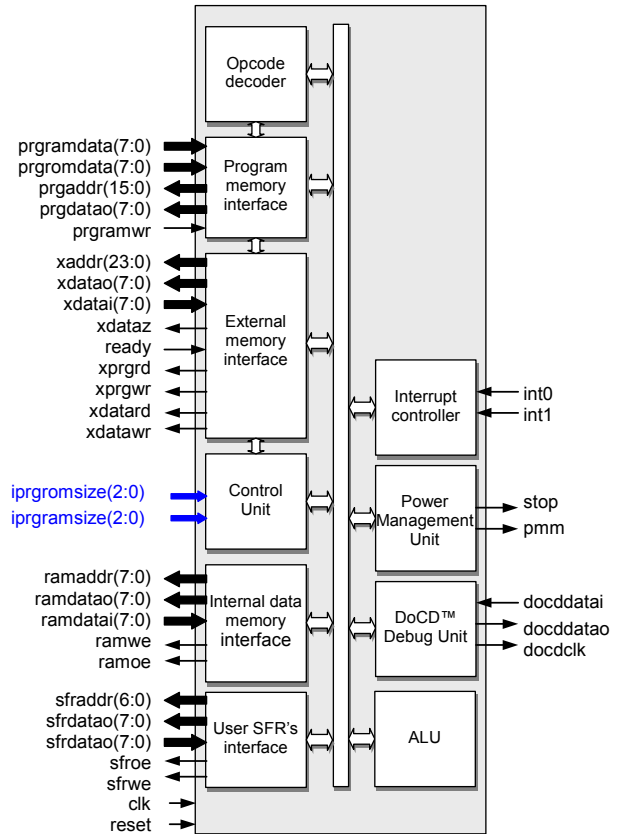 Opcode
decoder
prgramdata(7:0)
prgromdata(7:0)
prgaddr(15:0)
prgdatao(7:0)
prgramwr
Program
memory
interface
xaddr(23:0)
xdatao(7:0)
xdatai(7:0)
xdataz
ready
xprgrd
xprgwr
xdatard
xdatawr
External
memory
interface
Interrupt
controller
int0
int1
iprgromsize(2:0)
iprgramsize(2:0)
Control
Unit
Power
Management
Unit
stop
pmm
ramaddr(7:0)
ramdatao(7:0)
ramdatai(7:0)
ramwe
ramoe
Internal data
memory
interface
DoCD™
Debug Unit
docddatai
docddatao
docdclk
sfraddr(6:0)
sfrdatao(7:0)
sfrdatao(7:0)
sfroe
sfrwe
User SFR's
interface
ALU
clk
reset